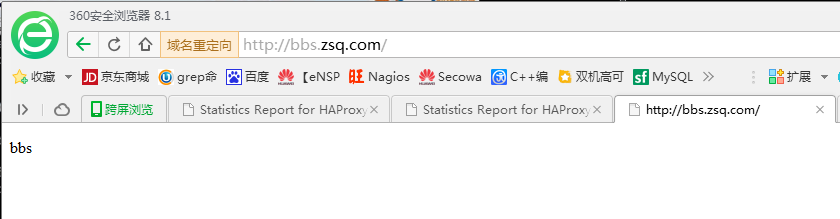 360安全浏览器 8.1
域名重定向 http://bbs.zsq.com/
收藏 JD 京东商城 grep命 百度 【eNSP 旺 Nagios Secowa C++编 双机高可 sf MySQL 扩展
跨屏浏览 Statistics Report for HAProxy Statistics Report for HAProxy http://bbs.zsq.com/
bbs